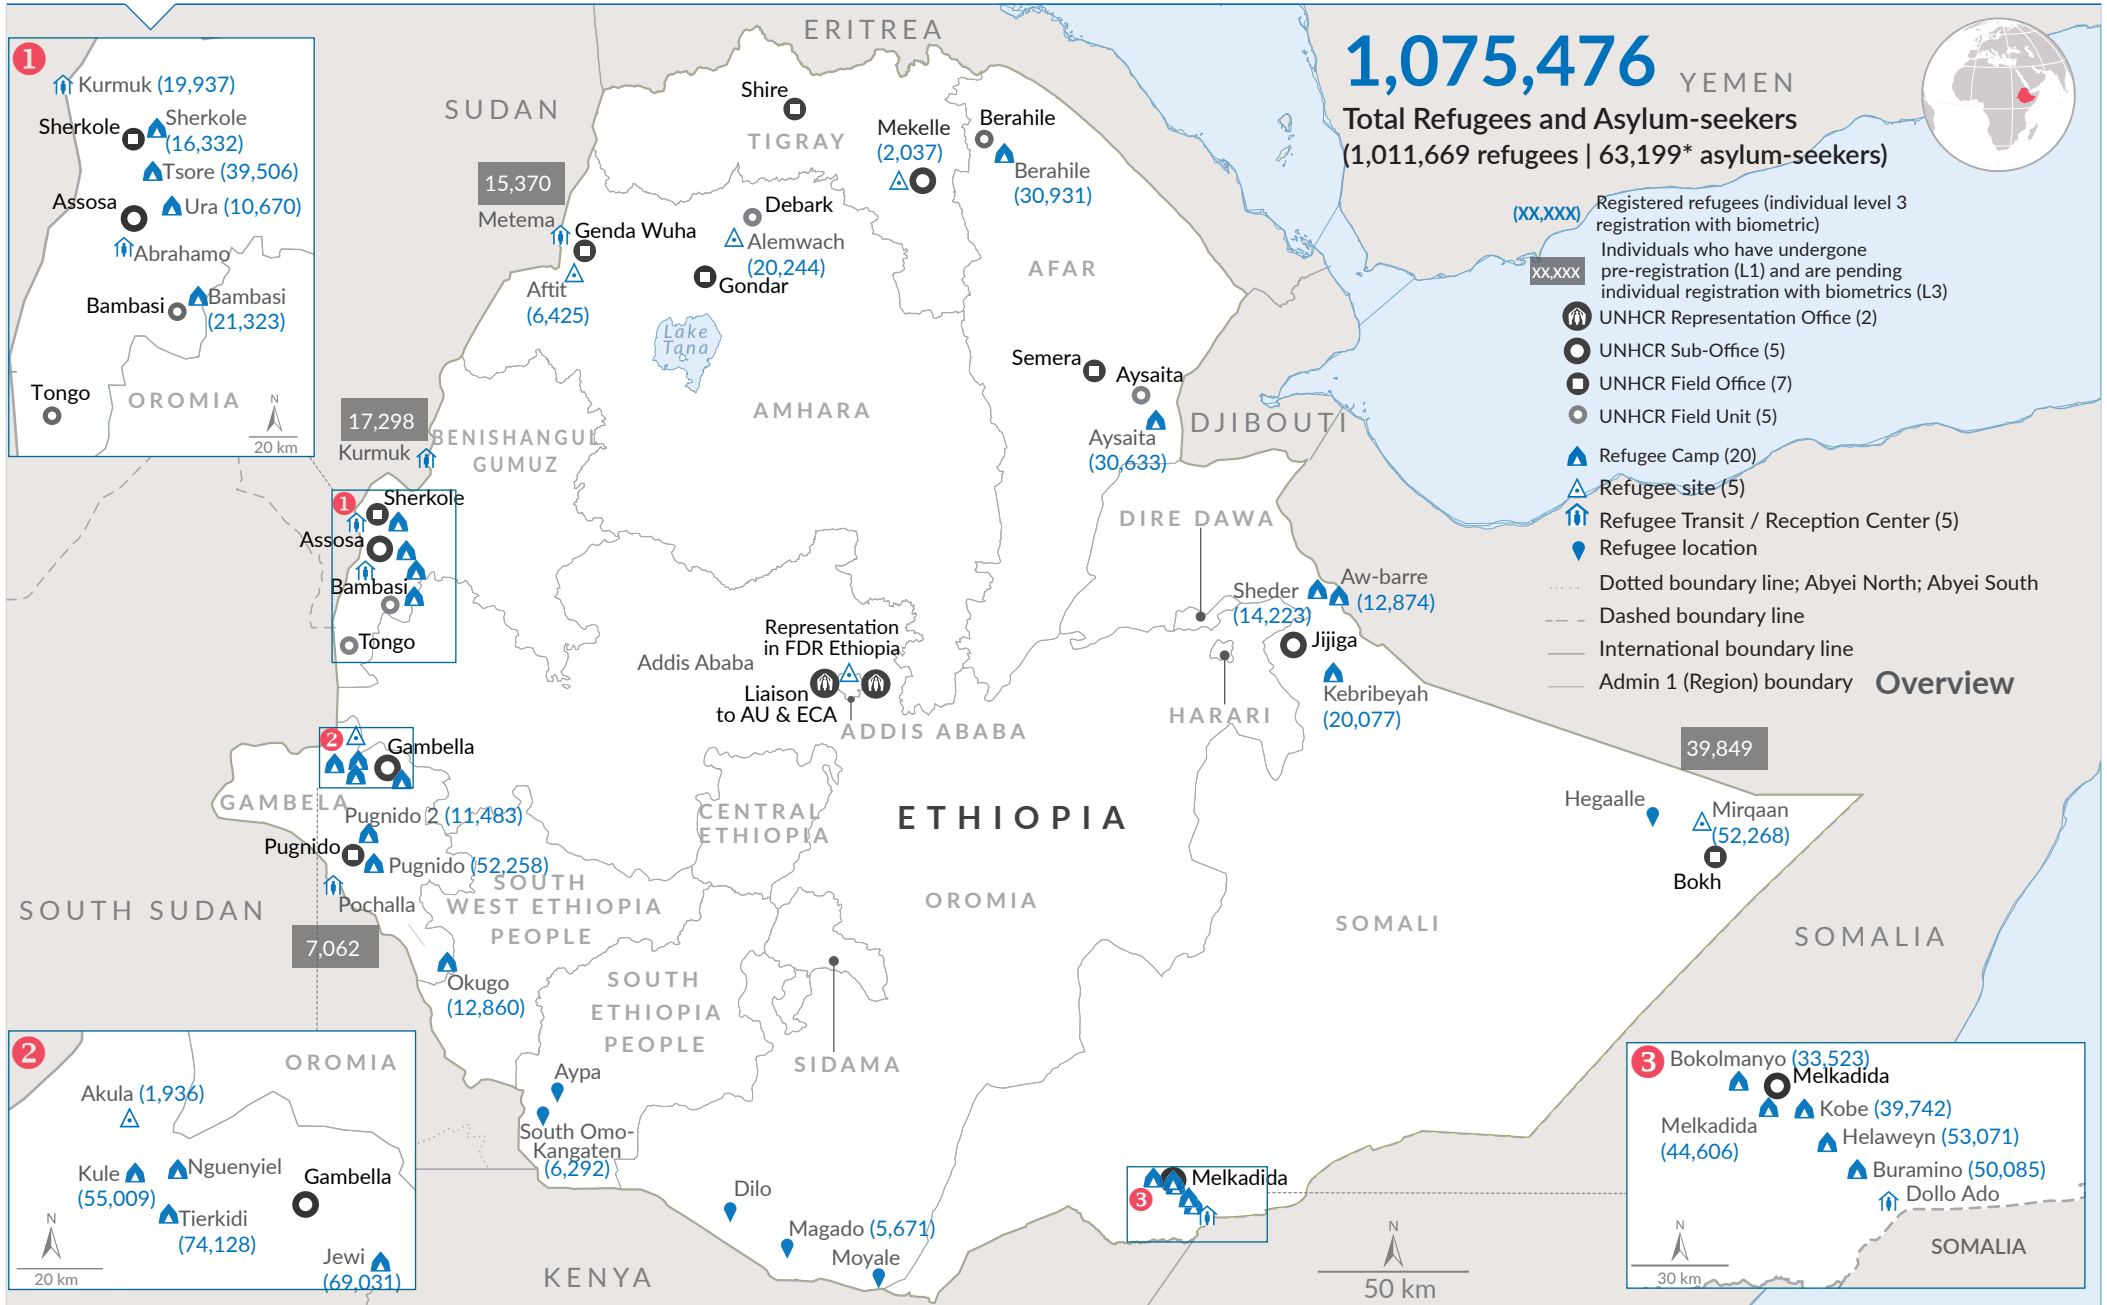 ERITREA
1,075,476
YEMEN
Total Refugees and Asylum-seekers
(1,011,669 refugees | 63,199* asylum-seekers)
(XX,XXX)
Registered refugees (individual level 3
registration with biometric)
XX,XXX
Individuals who have undergone
pre-registration (L1) and are pending
individual registration with biometrics (L3)
UNHCR Representation Office (2)
UNHCR Sub-Office (5)
UNHCR Field Office (7)
UNHCR Field Unit (5)
Refugee Camp (20)
Refugee site (5)
Refugee Transit / Reception Center (5)
Refugee location
Dotted boundary line; Abyei North; Abyei South
Dashed boundary line
International boundary line
Admin 1 (Region) boundary
Overview
1
Kurmuk (19,937)
Sherkole
Sherkole
(16,332)
Tsore (39,506)
Assosa
Ura (10,670)
Abrahamo
Bambasi
Bambasi
(21,323)
Tongo
OROMIA
N
20 km
SUDAN
Shire
TIGRAY
Mekelle
(2,037)
Berahile
Berahile
(30,931)
15,370
Metema
Genda Wuha
Debark
Alemwach
(20,244)
Gondar
Aftit
(6,425)
AFAR
Lake
Tana
Semera
Aysaita
Aysaita
(30,633)
DJIBOUTI
AMHARA
17,298
Kurmuk
BENISHANGUL
GUMUZ
1
Sherkole
Assosa
Bambasi
Tongo
DIRE DAWA
Sheder
(14,223)
Aw-barre
(12,874)
Jijiga
Kebribeyah
(20,077)
HARARI
Representation
in FDR Ethiopia
Addis Ababa
Liaison
to AU & ECA
ADDIS ABABA
39,849
Hegaalle
Mirqaan
(52,268)
Bokh
2
Gambella
GAMBELA
Pugnido 2 (11,483)
Pugnido
Pugnido (52,258)
Pochalla
7,062
SOUTH SUDAN
CENTRAL
ETHIOPIA
ETHIOPIA
SOUTH
WEST ETHIOPIA
PEOPLE
OROMIA
SOMALI
SOMALIA
Okugo
(12,860)
SOUTH
ETHIOPIA
PEOPLE
SIDAMA
Aypa
South Omo-
Kangaten
(6,292)
Dilo
Magado (5,671)
Moyale
KENYA
3
Melkadida
N
50 km
2
OROMIA
Akula (1,936)
Kule
(55,009)
Nguenyiel
Gambella
Tierkidi
(74,128)
Jewi
(69,031)
N
20 km
3
Bokolmanyo (33,523)
Melkadida
Melkadida
(44,606)
Kobe (39,742)
Helaweyn (53,071)
Buramino (50,085)
Dollo Ado
SOMALIA
N
30 km